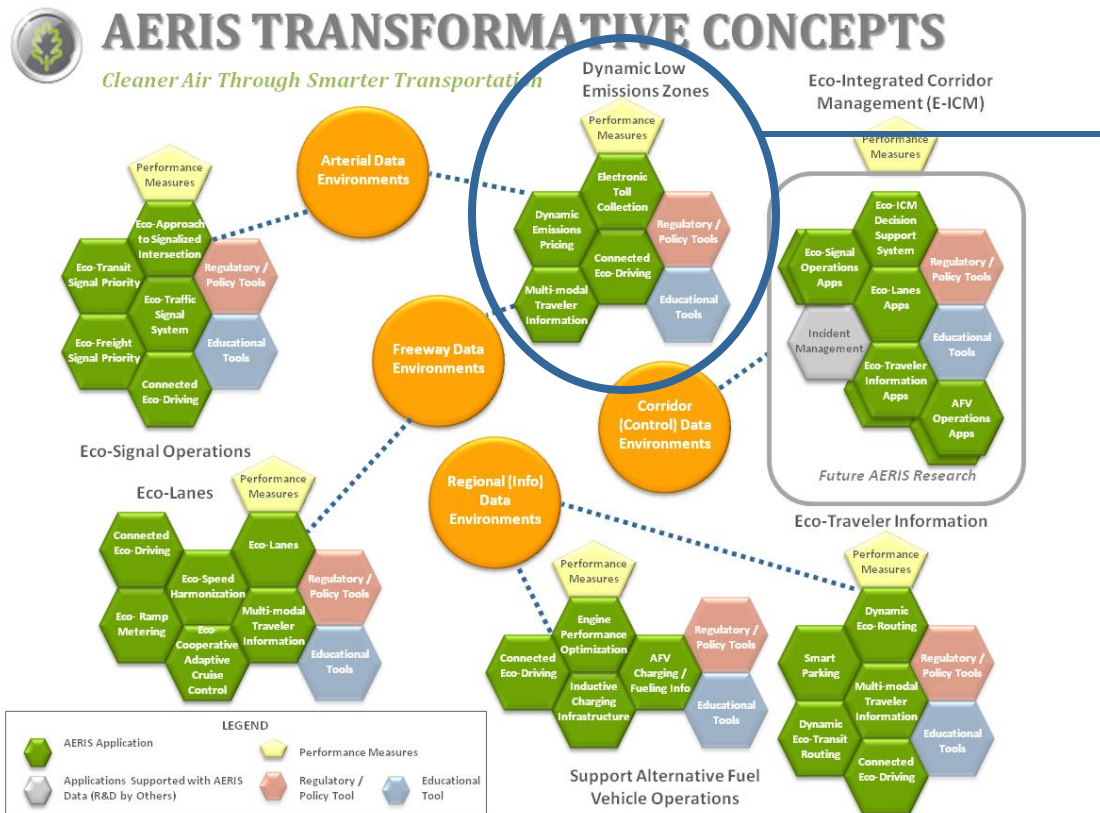 AERIS TRANSFORMATIVE CONCEPTS
Cleaner Air Through Smarter Transportation
Dynamic Low
Emissions Zones
Eco-Integrated Corridor
Management (E-ICM)
Performance
Measures
Arterial Data
Environments
Performance
Measures
Electronic
Toll
Collection
Dynamic
Emissions
Pricing
Regulatory /
Policy Tools
Connected
Eco-Driving
Multi-modal
Traveler
Information
Educational
Tools
Performance
Measures
Eco-ICM
Decision
Support
System
Eco-Signal
Operations
Apps
Regulatory /
Policy Tools
Eco-Lanes
Apps
Incident
Management
Educational
Tools
Eco-Traveler
Information
Apps
AFV
Operations
Apps
Future AERIS Research
Performance
Measures
Eco-Approach
to Signalized
Intersection
Eco-Transit
Signal Priority
Regulatory /
Policy Tools
Eco-Traffic
Signal
System
Eco-Freight
Signal Priority
Educational
Tools
Connected
Eco-Driving
Eco-Signal Operations
Freeway Data
Environments
Corridor
(Control) Data
Environments
Regional (Info)
Data
Environments
Eco-Lanes
Performance
Measures
Connected
Eco-Driving
Eco-Lanes
Eco-Speed
Harmonization
Regulatory /
Policy Tools
Eco- Ramp
Metering
Multi-modal
Traveler
Information
Eco-
Cooperative
Adaptive
Cruise
Control
Educational
Tools
Performance
Measures
Engine
Performance
Optimization
Regulatory /
Policy Tools
Connected
Eco-Driving
AFV
Charging /
Fueling Info
Inductive
Charging
Infrastructure
Educational
Tools
Support Alternative Fuel
Vehicle Operations
Eco-Traveler Information
Performance
Measures
Dynamic
Eco-Routing
Smart
Parking
Regulatory /
Policy Tools
Multi-modal
Traveler
Information
Dynamic
Eco-Transit
Routing
Educational
Tools
Connected
Eco-Driving
LEGEND
AERIS Application
Performance Measures
Applications Supported with AERIS
Data (R&D by Others)
Regulatory /
Policy Tool
Educational
Tool